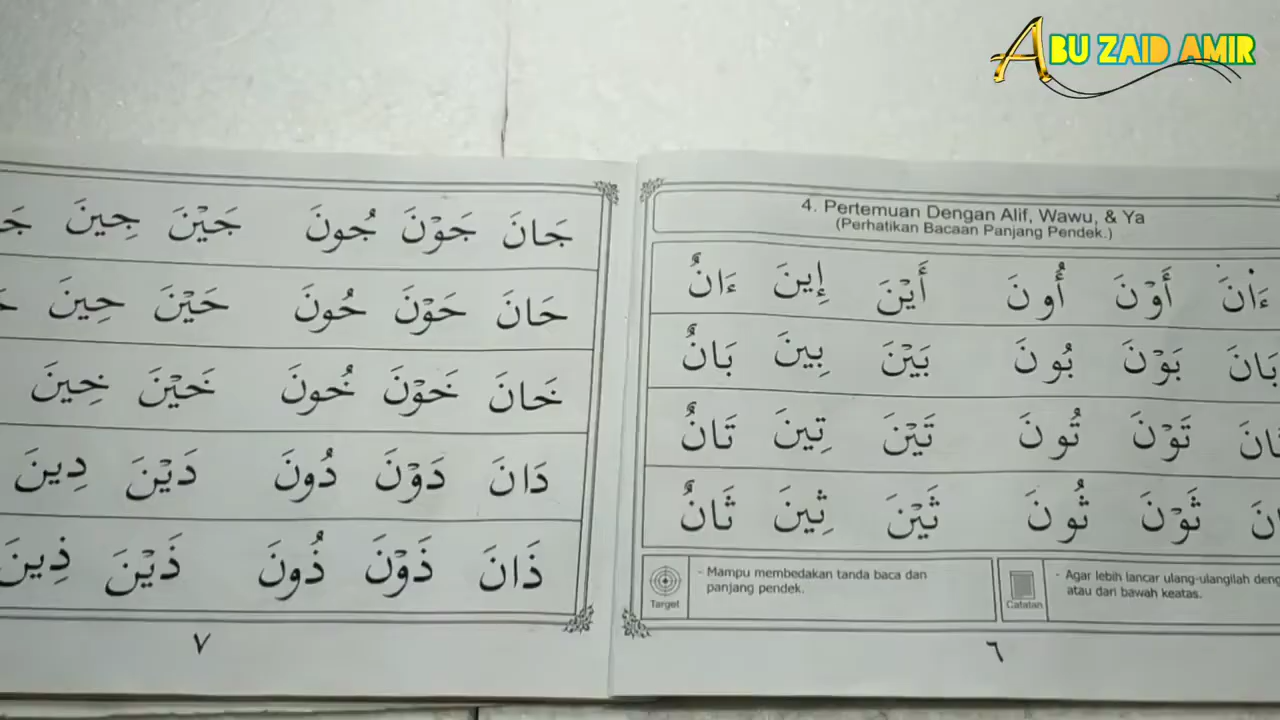 ABU ZAID AMIR
4. Pertemuan Dengan Alif, Wawu, & Ya
(Perhatikan Bacaan Panjang Pendek.)
ءَانَ أَوْنَ أُونَ أَيْنَ إِينَ ءَانٌ
بَانَ بَوْنَ بُونَ بَيْنَ بِينَ بَانٌ
تَوْنَ تُونَ تَيْنَ تِينَ تَانٌ
ثَوْنَ ثُونَ ثَيْنَ ثِينَ ثَانٌ
Target
- Mampu membedakan tanda baca dan
panjang pendek.
Catatan
- Agar lebih lancar ulang-ulangilah
atau dari bawah keatas.
٦
جَانَ جَوْنَ جُونَ جَيْنَ جِينَ
حَانَ حَوْنَ حُونَ حَيْنَ حِينَ
خَانَ خَوْنَ خُونَ خَيْنَ خِينَ
دَانَ دَوْنَ دُونَ دَيْنَ دِينَ
ذَانَ ذَوْنَ ذُونَ ذَيْنَ ذِينَ
٧